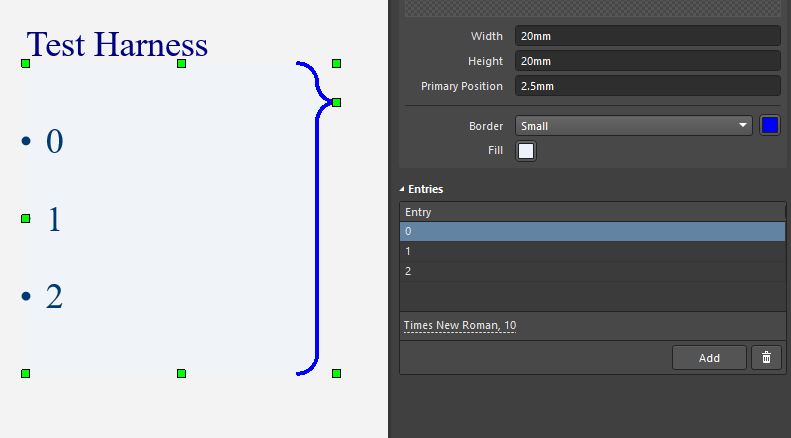 Test Harness
• 0
1
• 2
Width 20mm
Height 20mm
Primary Position 2.5mm
Border Small
Fill
Entries
Entry
0
1
2
Times New Roman, 10
Add